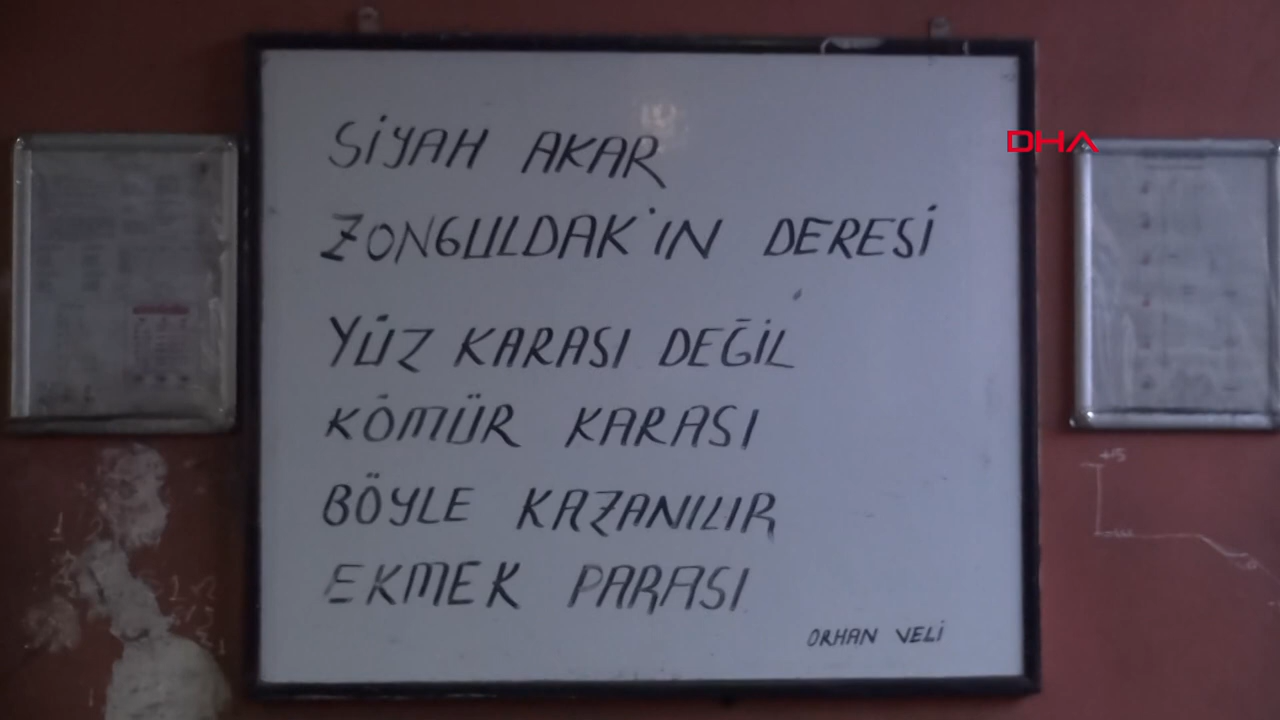 DHA
SİYAH AKAR
ZONGULDAK'IN DERESİ
YÜZ KARASI DEĞİL
KÖMÜR KARASI
BÖYLE KAZANILIR
EKMEK PARASI
ORHAN VELİ